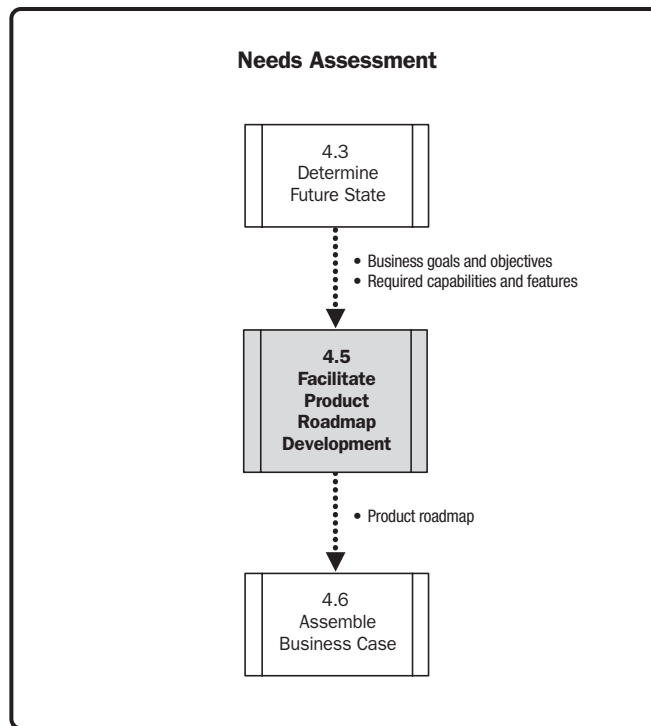 Needs Assessment
4.3
Determine
Future State
• Business goals and objectives
• Required capabilities and features
4.5
Facilitate
Product
Roadmap
Development
• Product roadmap
4.6
Assemble
Business Case